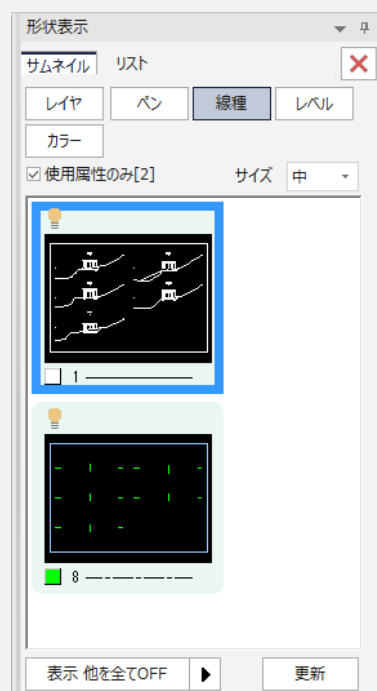 形状表示
サムネイル リスト
レイヤ ペン 線種 レベル
カラー
使用属性のみ[2] サイズ 中
1
8
表示 他を全てOFF 更新